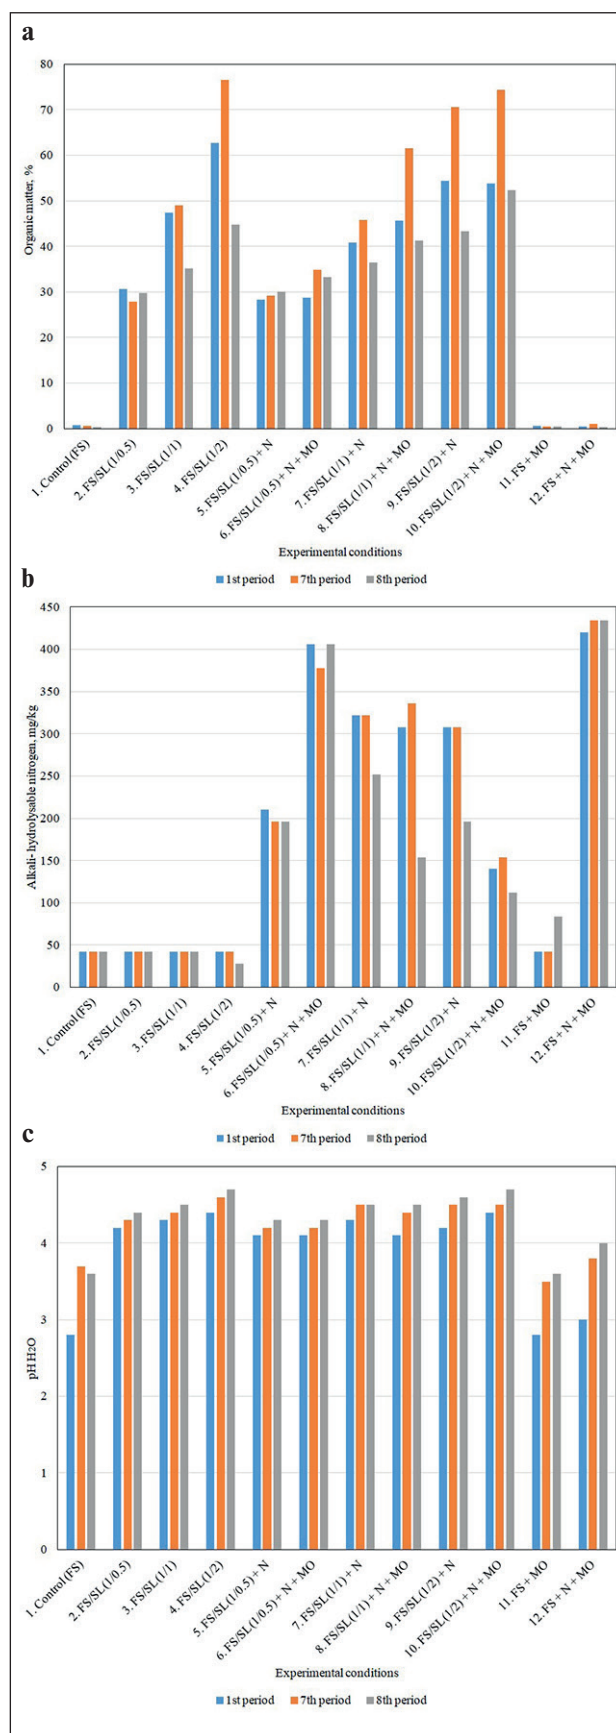 a
80
70
60
50
40
30
20
10
0
Organic matter, %
1. Control (FS)
2. FS/SL (1/0.5)
3. FS/SL (1/1)
4. FS/SL (1/2)
5. FS/SL (1/0.5) + N
6. FS/SL (1/0.5) + N + MO
7. FS/SL (1/1) + N
8. FS/SL (1/1) + N + MO
9. FS/SL (1/2) + N
10. FS/SL (1/2) + N + MO
11. FS + MO
12. FS + N + MO
Experimental conditions
1st period 7th period 8th period
b
450
400
350
300
250
200
150
100
50
0
Alkali- hydrolysable nitrogen, mg/kg
1. Control (FS)
2. FS/SL (1/0.5)
3. FS/SL (1/1)
4. FS/SL (1/2)
5. FS/SL (1/0.5) + N
6. FS/SL (1/0.5) + N + MO
7. FS/SL (1/1) + N
8. FS/SL (1/1) + N + MO
9. FS/SL (1/2) + N
10. FS/SL (1/2) + N + MO
11. FS + MO
12. FS + N + MO
Experimental conditions
1st period 7th period 8th period
c
5
4
3
2
1
0
pH H2O
1. Control (FS)
2. FS/SL (1/0.5)
3. FS/SL (1/1)
4. FS/SL (1/2)
5. FS/SL (1/0.5) + N
6. FS/SL (1/0.5) + N + MO
7. FS/SL (1/1) + N
8. FS/SL (1/1) + N + MO
9. FS/SL (1/2) + N
10. FS/SL (1/2) + N + MO
11. FS + MO
12. FS + N + MO
Experimental conditions
1st period 7th period 8th period